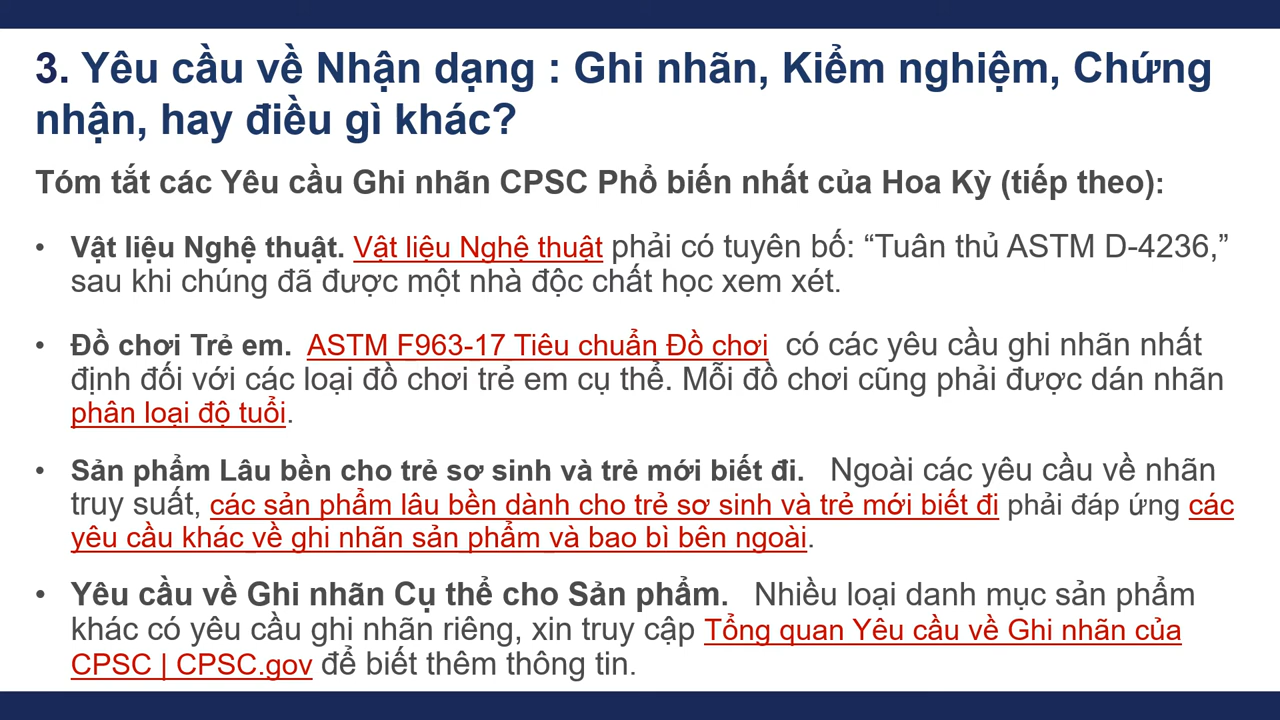 3. Yêu cầu về Nhận dạng : Ghi nhãn, Kiểm nghiệm, Chứng
nhận, hay điều gì khác?
Tóm tắt các Yêu cầu Ghi nhãn CPSC Phổ biến nhất của Hoa Kỳ (tiếp theo):
• Vật liệu Nghệ thuật. Vật liệu Nghệ thuật phải có tuyên bố: “Tuân thủ ASTM D-4236,”
sau khi chúng đã được một nhà độc chất học xem xét.
• Đồ chơi Trẻ em. ASTM F963-17 Tiêu chuẩn Đồ chơi có các yêu cầu ghi nhãn nhất
định đối với các loại đồ chơi trẻ em cụ thể. Mỗi đồ chơi cũng phải được dán nhãn
phân loại độ tuổi.
• Sản phẩm Lâu bền cho trẻ sơ sinh và trẻ mới biết đi. Ngoài các yêu cầu về nhãn
truy suất, các sản phẩm lâu bền dành cho trẻ sơ sinh và trẻ mới biết đi phải đáp ứng các
yêu cầu khác về ghi nhãn sản phẩm và bao bì bên ngoài.
• Yêu cầu về Ghi nhãn Cụ thể cho Sản phẩm. Nhiều loại danh mục sản phẩm
khác có yêu cầu ghi nhãn riêng, xin truy cập Tổng quan Yêu cầu về Ghi nhãn của
CPSC | CPSC.gov để biết thêm thông tin.